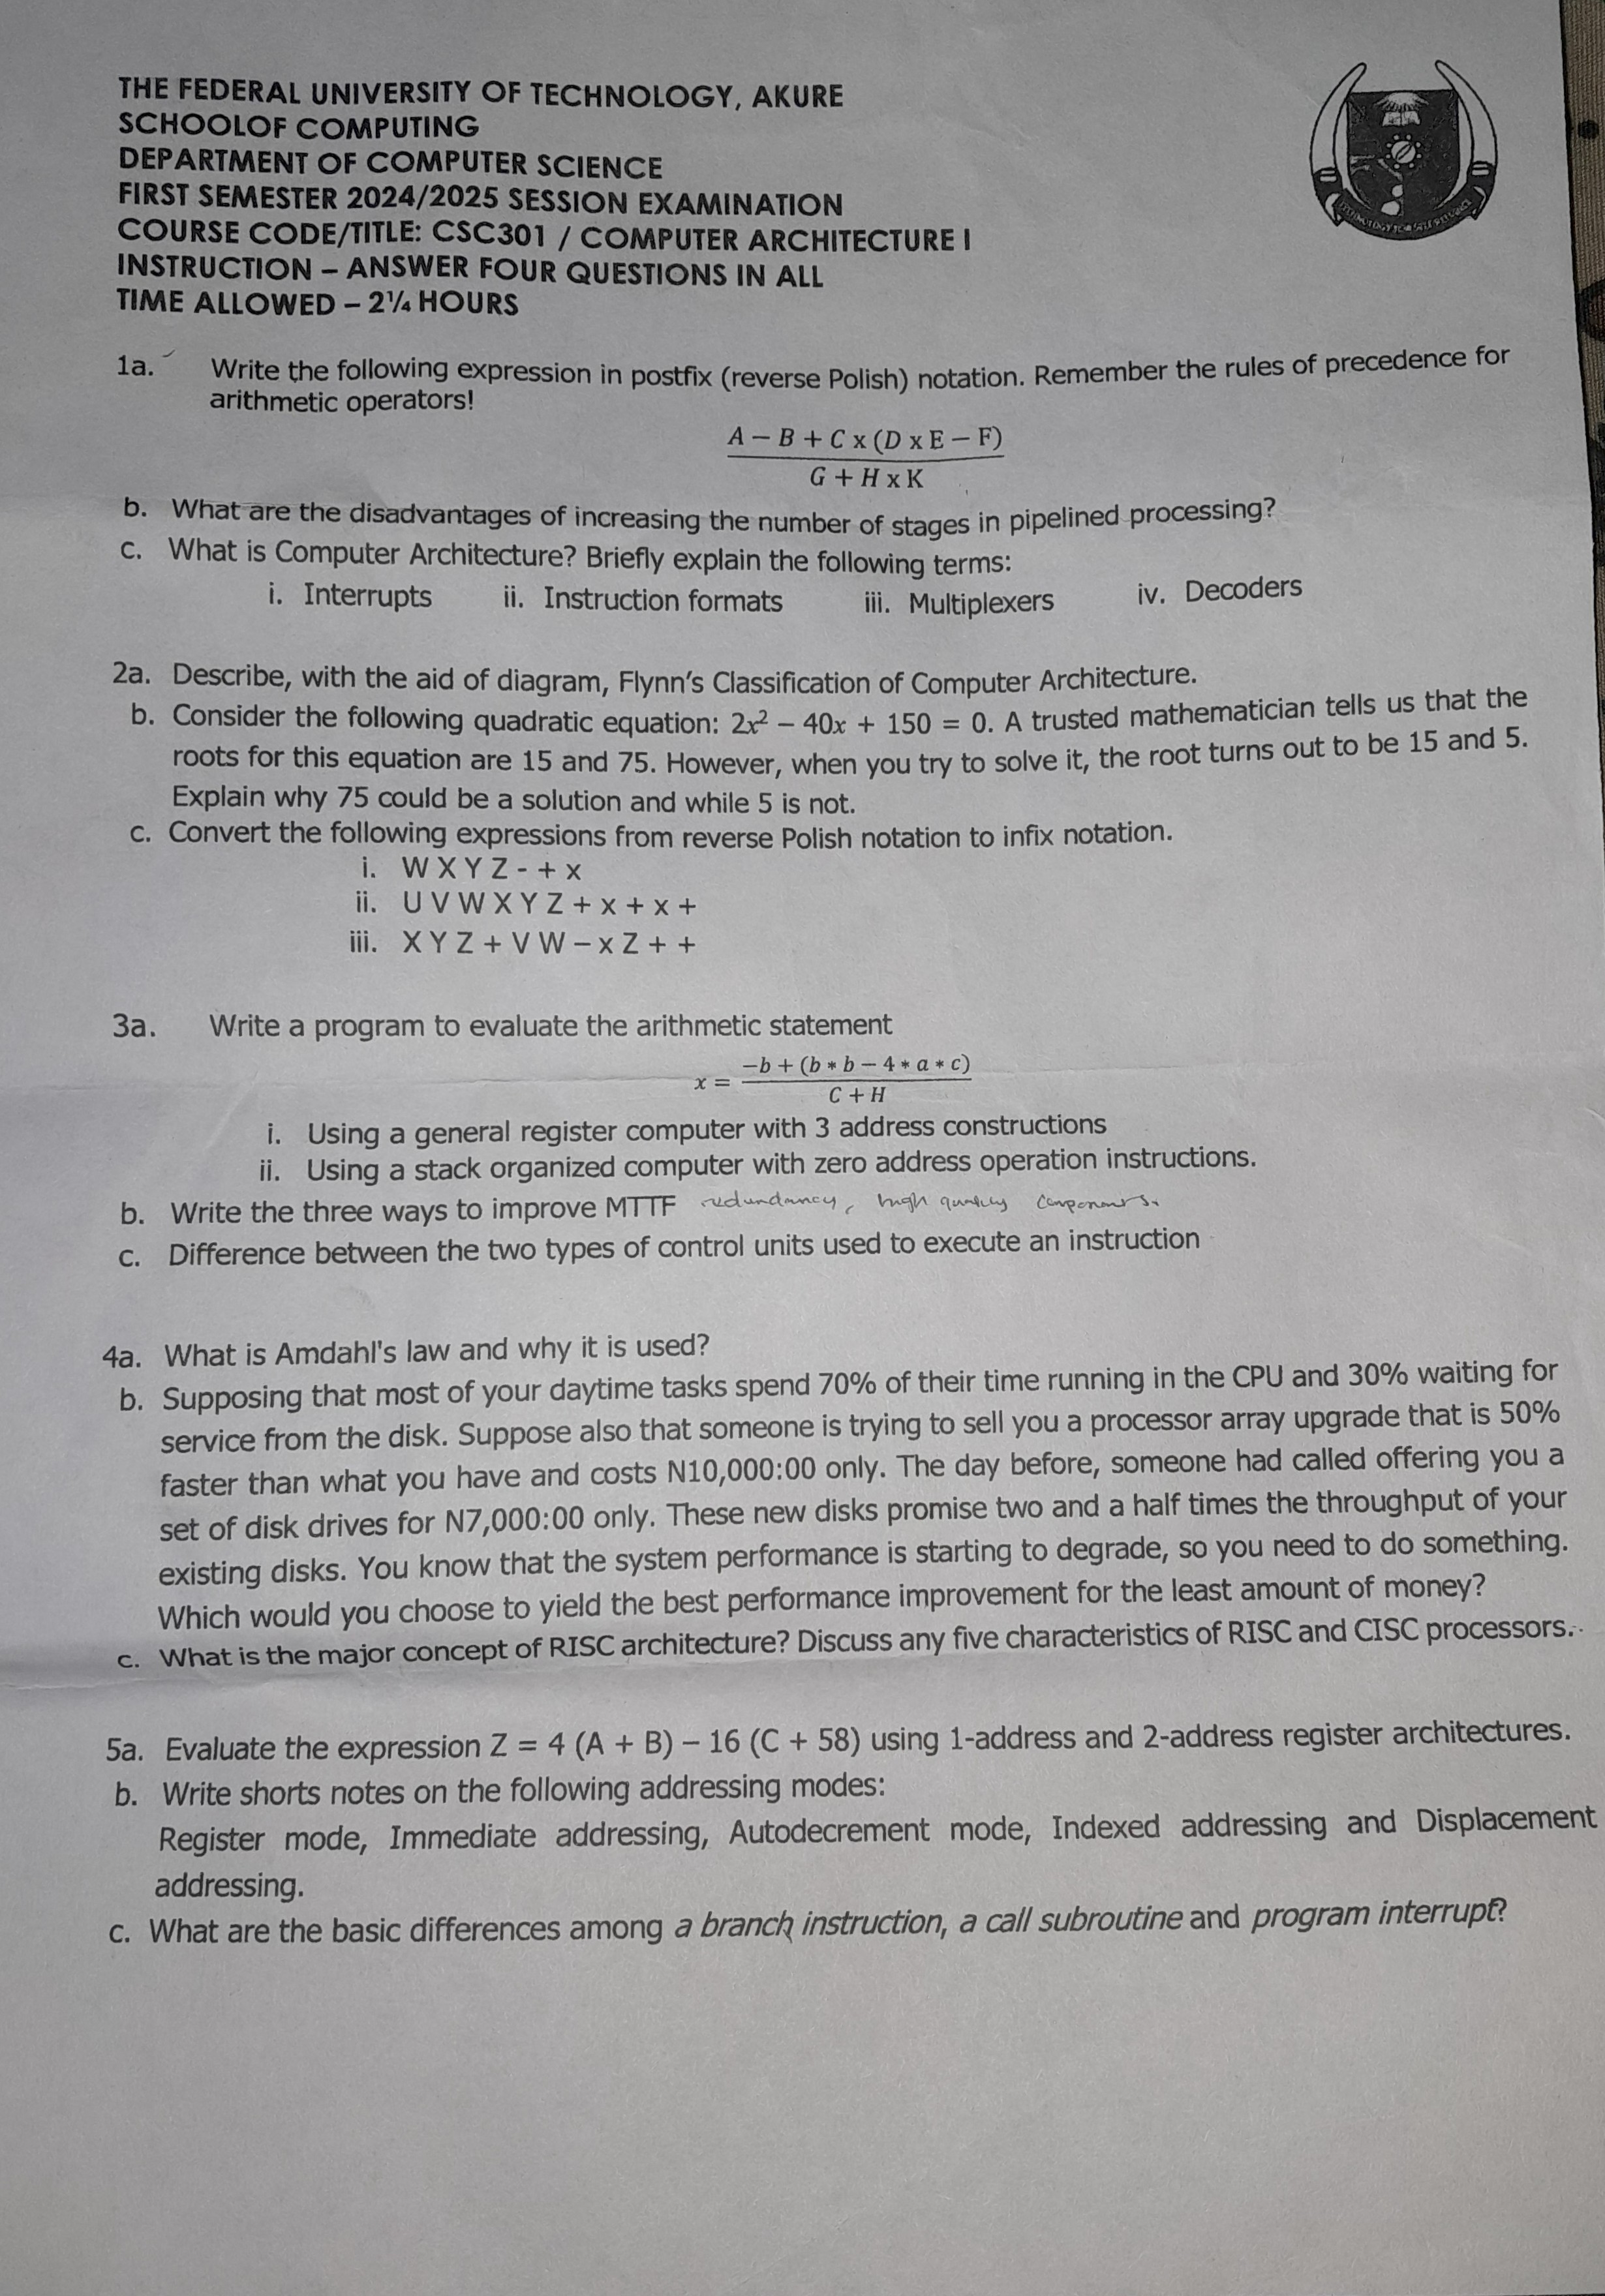 THE FEDERAL UNIVERSITY OF TECHNOLOGY, AKURE
SCHOOLOF COMPUTING
DEPARTMENT OF COMPUTER SCIENCE
FIRST SEMESTER 2024/2025 SESSION EXAMINATION
COURSE CODE/TITLE: CSC301 / COMPUTER ARCHITECTURE I
INSTRUCTION – ANSWER FOUR QUESTIONS IN ALL
TIME ALLOWED – 2¼ HOURS
1a. Write the following expression in postfix (reverse Polish) notation. Remember the rules of precedence for
arithmetic operators!
A – B + C x (D x E – F)
G + H x K
b. What are the disadvantages of increasing the number of stages in pipelined processing?
c. What is Computer Architecture? Briefly explain the following terms:
i. Interrupts ii. Instruction formats iii. Multiplexers iv. Decoders
2a. Describe, with the aid of diagram, Flynn's Classification of Computer Architecture.
b. Consider the following quadratic equation: 2x² – 40x + 150 = 0. A trusted mathematician tells us that the
roots for this equation are 15 and 75. However, when you try to solve it, the root turns out to be 15 and 5.
Explain why 75 could be a solution and while 5 is not.
c. Convert the following expressions from reverse Polish notation to infix notation.
i. W X Y Z - + x
ii. U V W X Y Z + x + x +
iii. X Y Z + V W – x Z + +
3a. Write a program to evaluate the arithmetic statement
x = −b + (b * b − 4 * a * c)
C + H
i. Using a general register computer with 3 address constructions
ii. Using a stack organized computer with zero address operation instructions.
b. Write the three ways to improve MTTF redundancy, high quality components.
c. Difference between the two types of control units used to execute an instruction
4a. What is Amdahl's law and why it is used?
b. Supposing that most of your daytime tasks spend 70% of their time running in the CPU and 30% waiting for
service from the disk. Suppose also that someone is trying to sell you a processor array upgrade that is 50%
faster than what you have and costs N10,000:00 only. The day before, someone had called offering you a
set of disk drives for N7,000:00 only. These new disks promise two and a half times the throughput of your
existing disks. You know that the system performance is starting to degrade, so you need to do something.
Which would you choose to yield the best performance improvement for the least amount of money?
c. What is the major concept of RISC architecture? Discuss any five characteristics of RISC and CISC processors.
5a. Evaluate the expression Z = 4 (A + B) – 16 (C + 58) using 1-address and 2-address register architectures.
b. Write shorts notes on the following addressing modes:
Register mode, Immediate addressing, Autodecrement mode, Indexed addressing and Displacement
addressing.
c. What are the basic differences among a branch instruction, a call subroutine and program interrupt?